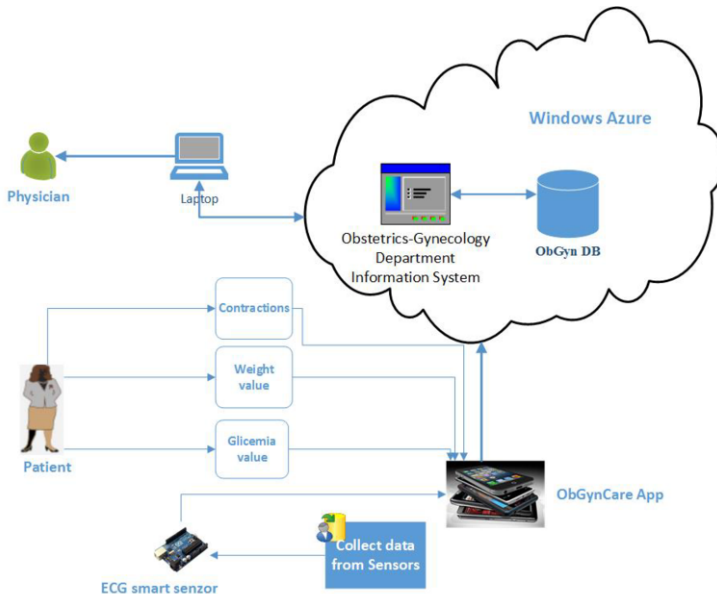 Windows Azure
Physician
Laptop
Obstetrics-Gynecology
Department
Information System
ObGyn DB
Contractions
Weight
value
Glicemia
value
Patient
ObGynCare App
Collect data
from Sensors
ECG smart senzor